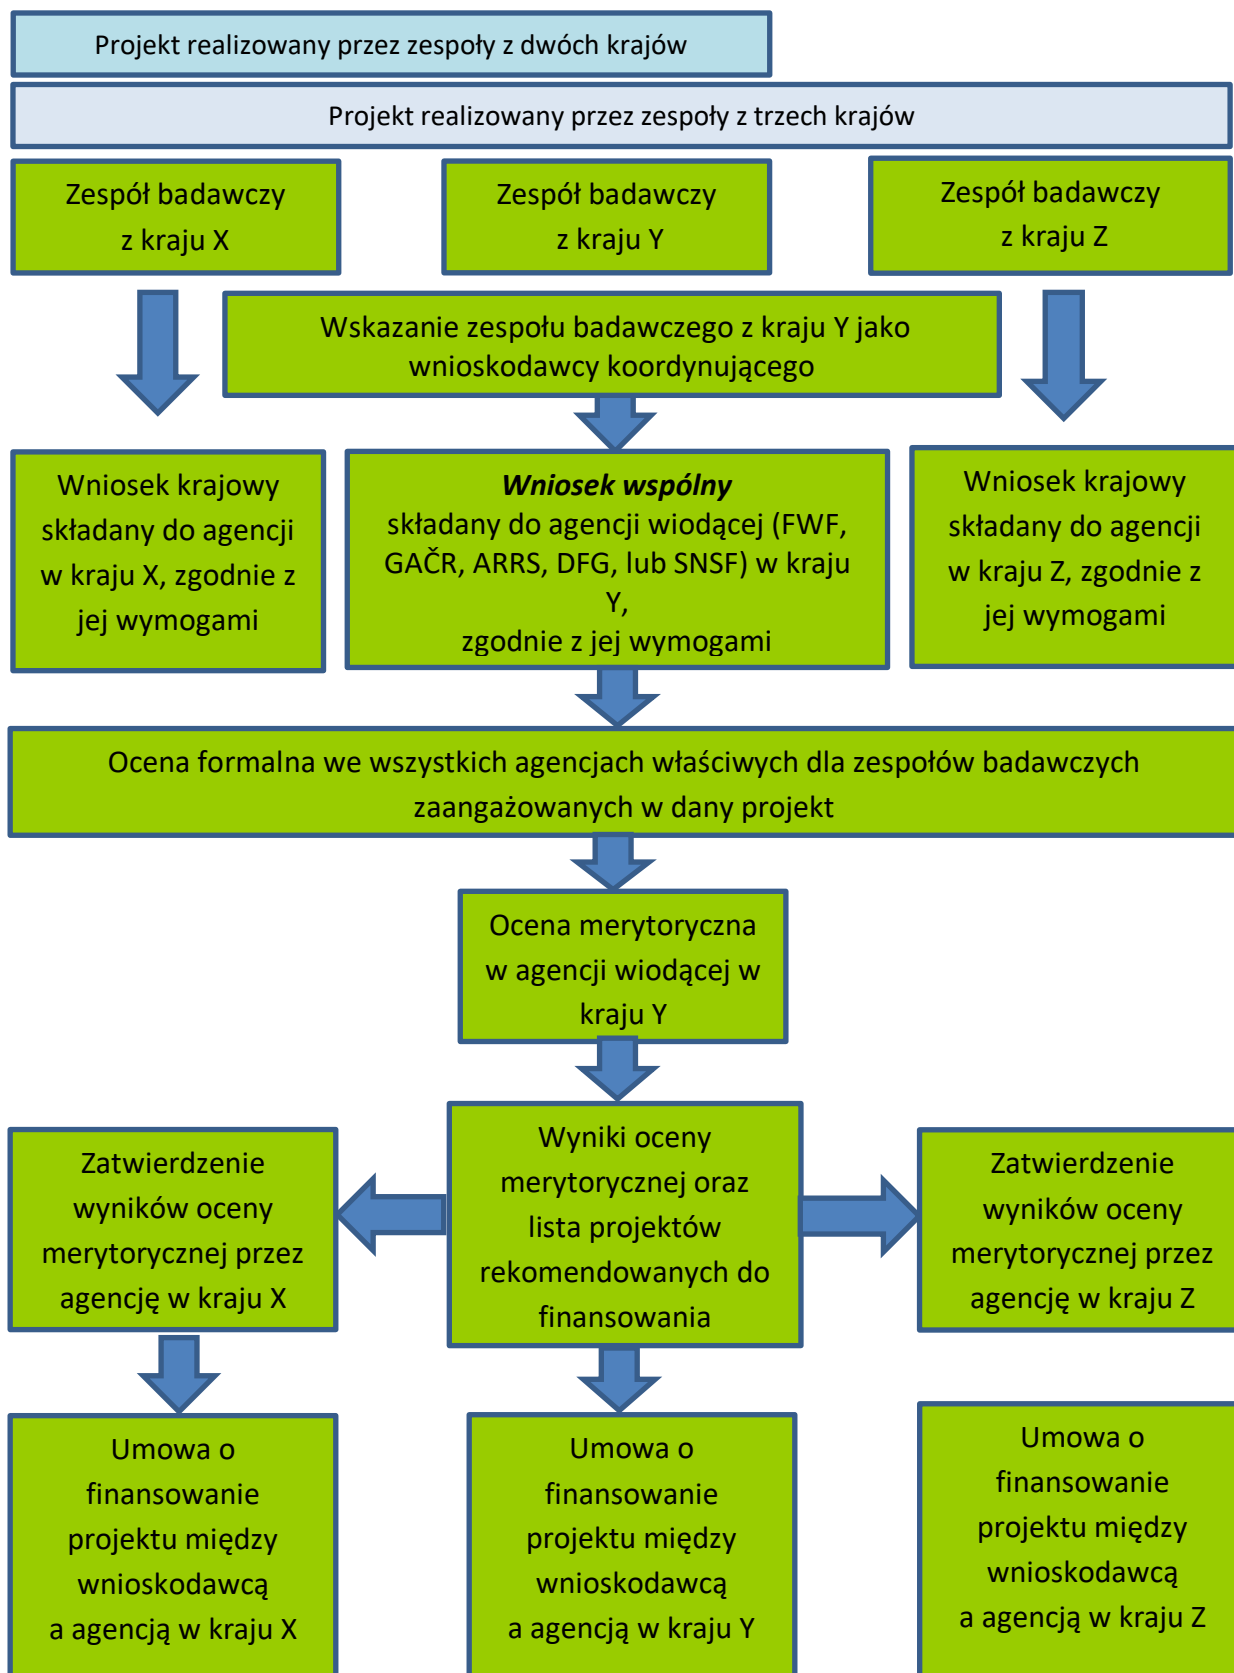 Projekt realizowany przez zespoły z dwóch krajów
Projekt realizowany przez zespoły z trzech krajów
Zespół badawczy
z kraju X
Zespół badawczy
z kraju Y
Zespół badawczy
z kraju Z
Wskazanie zespołu badawczego z kraju Y jako
wnioskodawcy koordynującego
Wniosek krajowy
składany do agencji
w kraju X, zgodnie z
jej wymogami
Wniosek wspólny
składany do agencji wiodącej (FWF,
GAČR, ARRS, DFG, lub SNSF) w kraju
Y,
zgodnie z jej wymogami
Wniosek krajowy
składany do agencji
w kraju Z, zgodnie z
jej wymogami
Ocena formalna we wszystkich agencjach właściwych dla zespołów badawczych
zaangażowanych w dany projekt
Ocena merytoryczna
w agencji wiodącej w
kraju Y
Zatwierdzenie
wyników oceny
merytorycznej przez
agencję w kraju X
Wyniki oceny
merytorycznej oraz
lista projektów
rekomendowanych do
finansowania
Zatwierdzenie
wyników oceny
merytorycznej przez
agencję w kraju Z
Umowa o
finansowanie
projektu między
wnioskodawcą
a agencją w kraju X
Umowa o
finansowanie
projektu między
wnioskodawcą
a agencją w kraju Y
Umowa o
finansowanie
projektu między
wnioskodawcą
a agencją w kraju Z